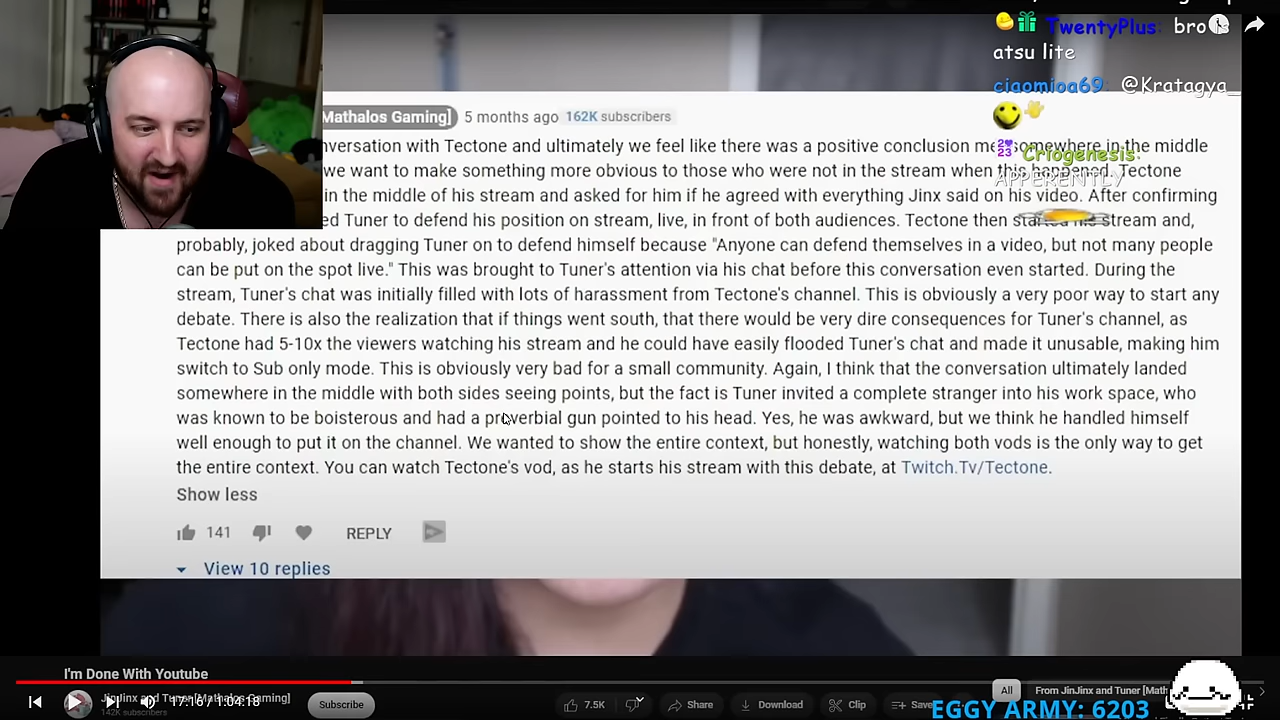 TwentyPlus: bro is
atsu lite
ciaomioa69: @Kratagya_
Criogenesis:
APPERENTLY
Mathalos Gaming] 5 months ago 162K subscribers
nversation with Tectone and ultimately we feel like there was a positive conclusion me somewhere in the middle
we want to make something more obvious to those who were not in the stream when this happened. Tectone
in the middle of his stream and asked for him if he agreed with everything Jinx said on his video. After confirming
ed Tuner to defend his position on stream, live, in front of both audiences. Tectone then started his stream and,
probably, joked about dragging Tuner on to defend himself because "Anyone can defend themselves in a video, but not many people
can be put on the spot live." This was brought to Tuner's attention via his chat before this conversation even started. During the
stream, Tuner's chat was initially filled with lots of harassment from Tectone's channel. This is obviously a very poor way to start any
debate. There is also the realization that if things went south, that there would be very dire consequences for Tuner's channel, as
Tectone had 5-10x the viewers watching his stream and he could have easily flooded Tuner's chat and made it unusable, making him
switch to Sub only mode. This is obviously very bad for a small community. Again, I think that the conversation ultimately landed
somewhere in the middle with both sides seeing points, but the fact is Tuner invited a complete stranger into his work space, who
was known to be boisterous and had a proverbial gun pointed to his head. Yes, he was awkward, but we think he handled himself
well enough to put it on the channel. We wanted to show the entire context, but honestly, watching both vods is the only way to get
the entire context. You can watch Tectone's vod, as he starts his stream with this debate, at Twitch.Tv/Tectone.
Show less
141 REPLY
View 10 replies
I'm Done With Youtube
JinJinx and Tuner [Mathalos Gaming]
142K subscribers
17:16 / 1:04:18
Subscribe
7.5K Share Download Clip Save
All From JinJinx and Tuner [Math
EGGY ARMY: 6203